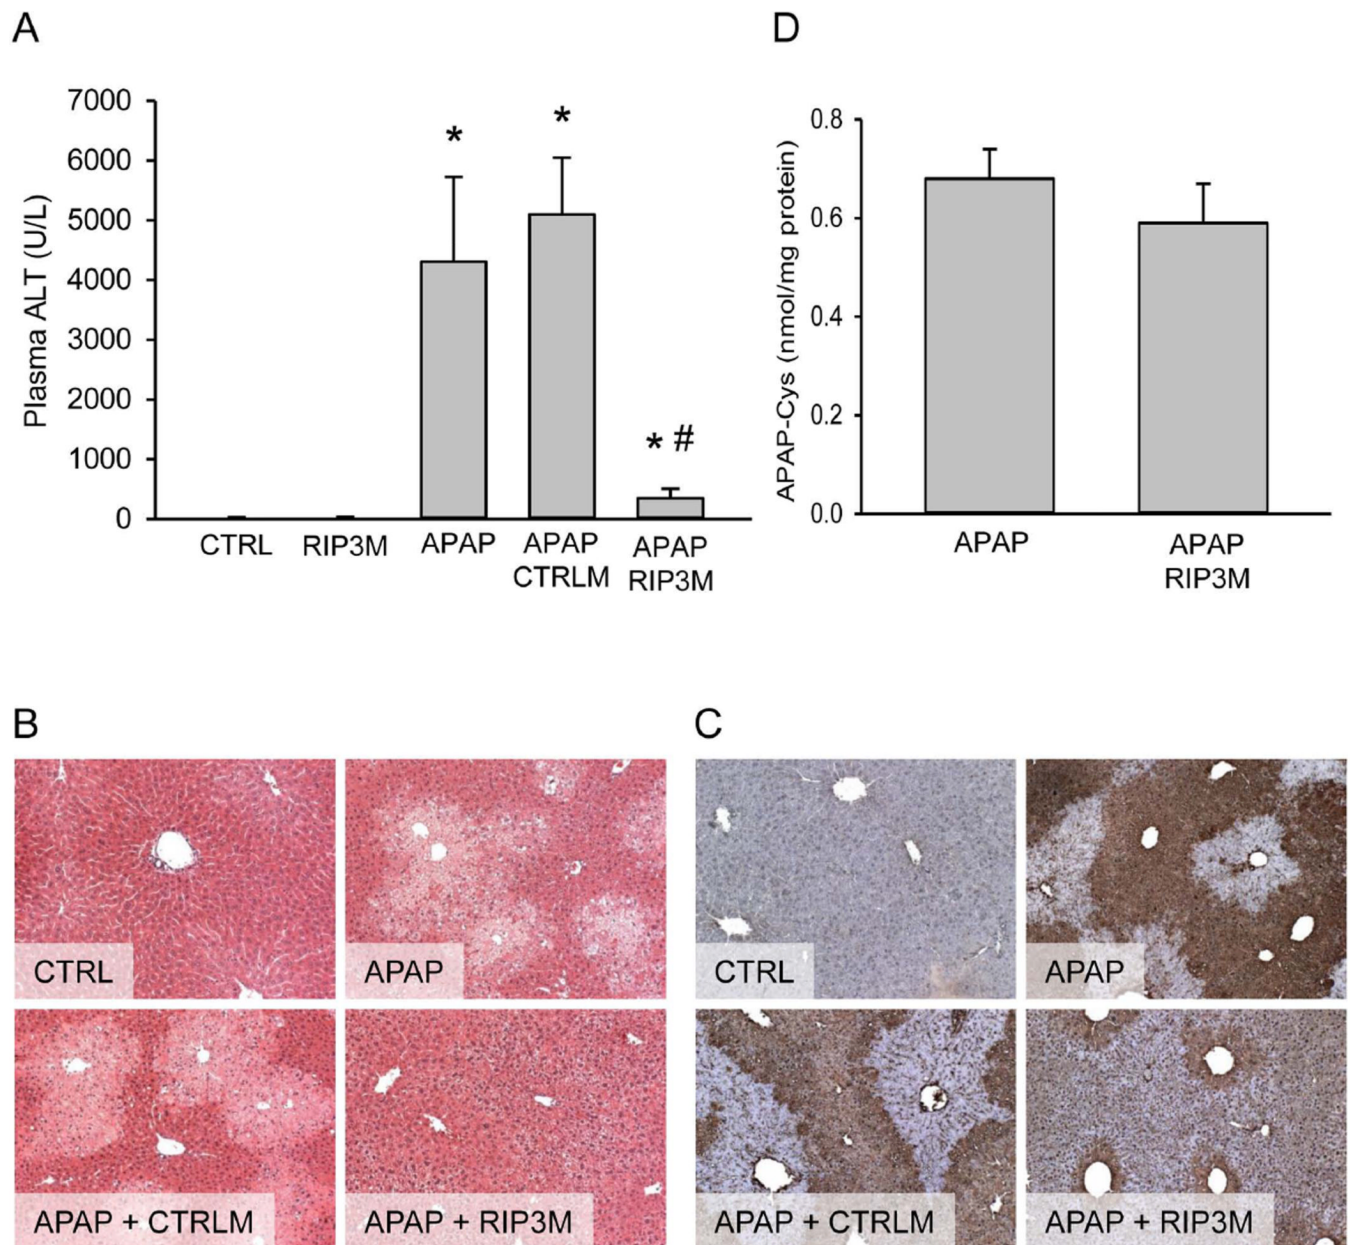 A
7000
6000
5000
4000
3000
2000
1000
0
Plasma ALT (U/L)
*
*
* #
CTRL
RIP3M
APAP
APAP
CTRLM
APAP
RIP3M
D
0.8
0.6
0.4
0.2
0.0
APAP-Cys (nmol/mg protein)
APAP
APAP
RIP3M
B
CTRL
APAP
APAP + CTRLM
APAP + RIP3M
C
CTRL
APAP
APAP + CTRLM
APAP + RIP3M